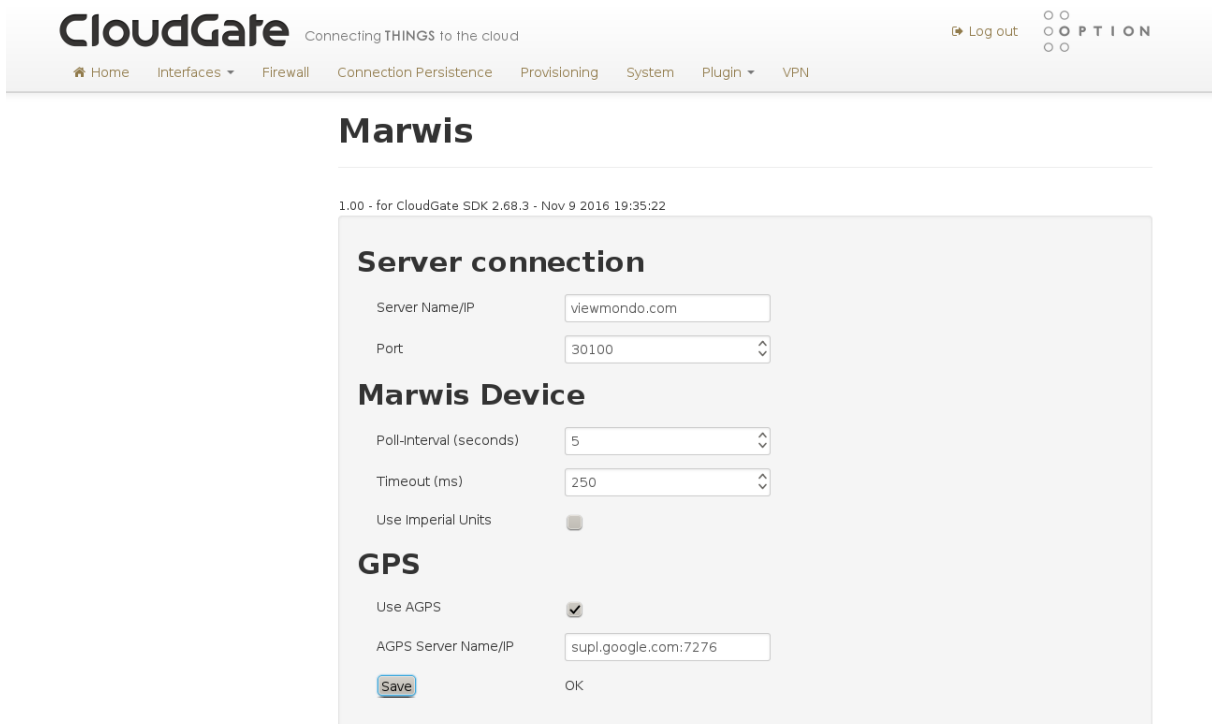 CloudGate Connecting THINGS to the cloud
Log out
OPTION
Home Interfaces Firewall Connection Persistence Provisioning System Plugin VPN
Marwis
1.00 - for CloudGate SDK 2.68.3 - Nov 9 2016 19:35:22
Server connection
Server Name/IP viewmondo.com
Port 30100
Marwis Device
Poll-Interval (seconds) 5
Timeout (ms) 250
Use Imperial Units
GPS
Use AGPS
AGPS Server Name/IP supl.google.com:7276
Save OK